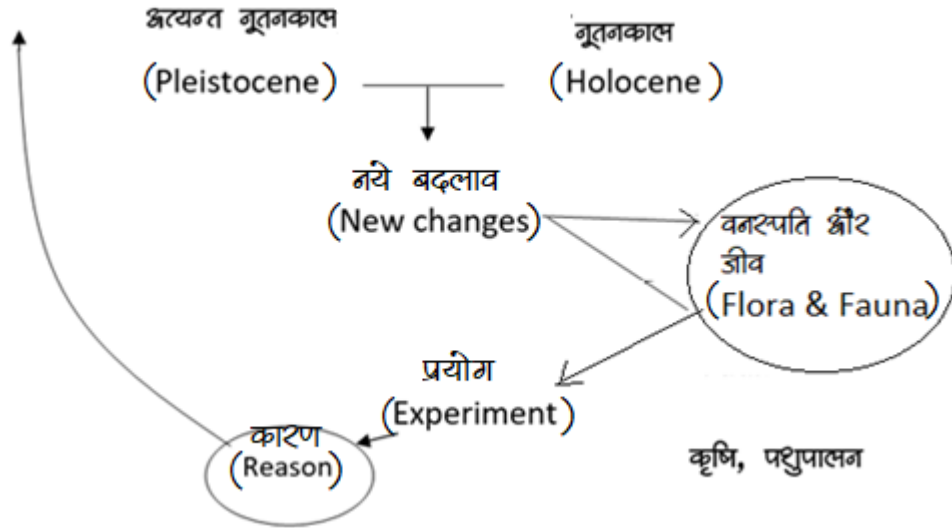 अत्यन्त नूतनकाल
(Pleistocene)
नूतनकाल
(Holocene)
नये बदलाव
(New changes)
वनस्पति और
जीव
(Flora & Fauna)
प्रयोग
(Experiment)
कारण
(Reason)
कृषि, पशुपालन